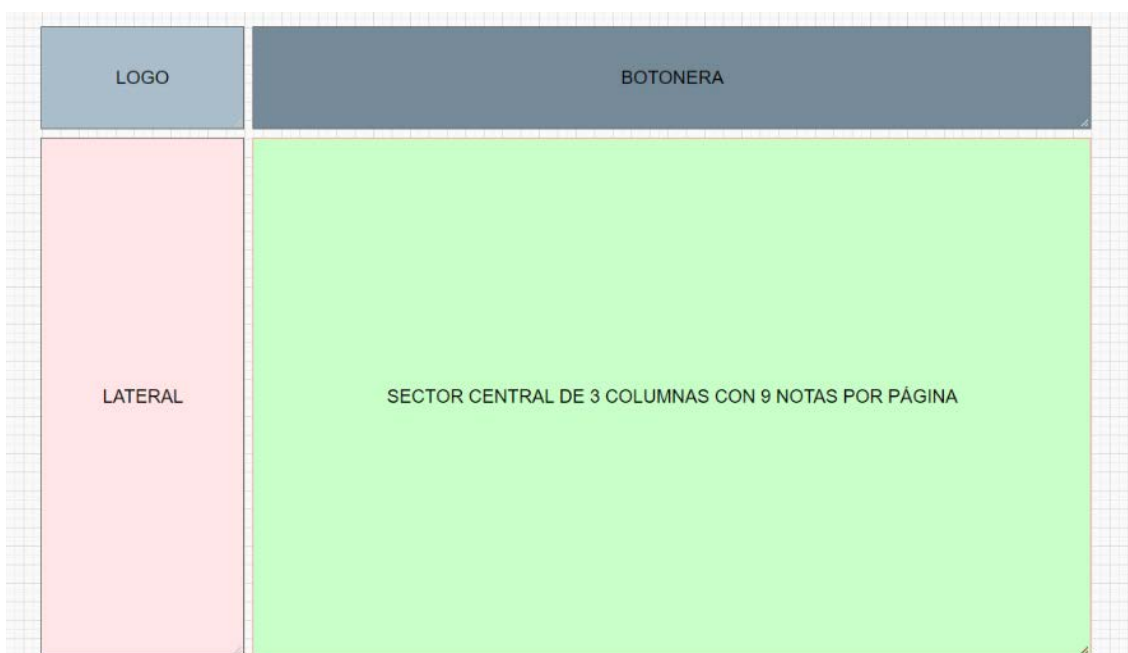 LOGO
BOTONERA
LATERAL
SECTOR CENTRAL DE 3 COLUMNAS CON 9 NOTAS POR PÁGINA